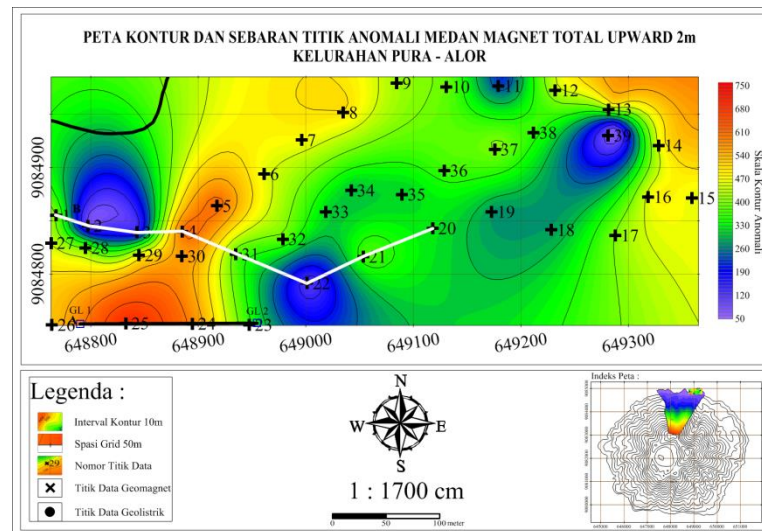 PETA KONTUR DAN SEBARAN TITIK ANOMALI MEDAN MAGNET TOTAL UPWARD 2m
KELURAHAN PURA - ALOR
9 10 11 12
8 13
7 38 39 14
37
6 36
34 35 16 15
5 33 19
1 B 2 3 4 20 18 17
27 28 32
29 30 31 21
22
GL 1 GL 2
26 25 24 23
9084900
9084800
648800 648900 649000 649100 649200 649300
750
680
610
540
470
400
330
260
190
120
50
Skala Kontur Anomali
Legenda :
Interval Kontur 10m
Spasi Grid 50m
29 Nomor Titik Data
Titik Data Geomagnet
Titik Data Geolistrik
N
W E
S
1 : 1700 cm
0 50 100
meter
Indeks Peta :